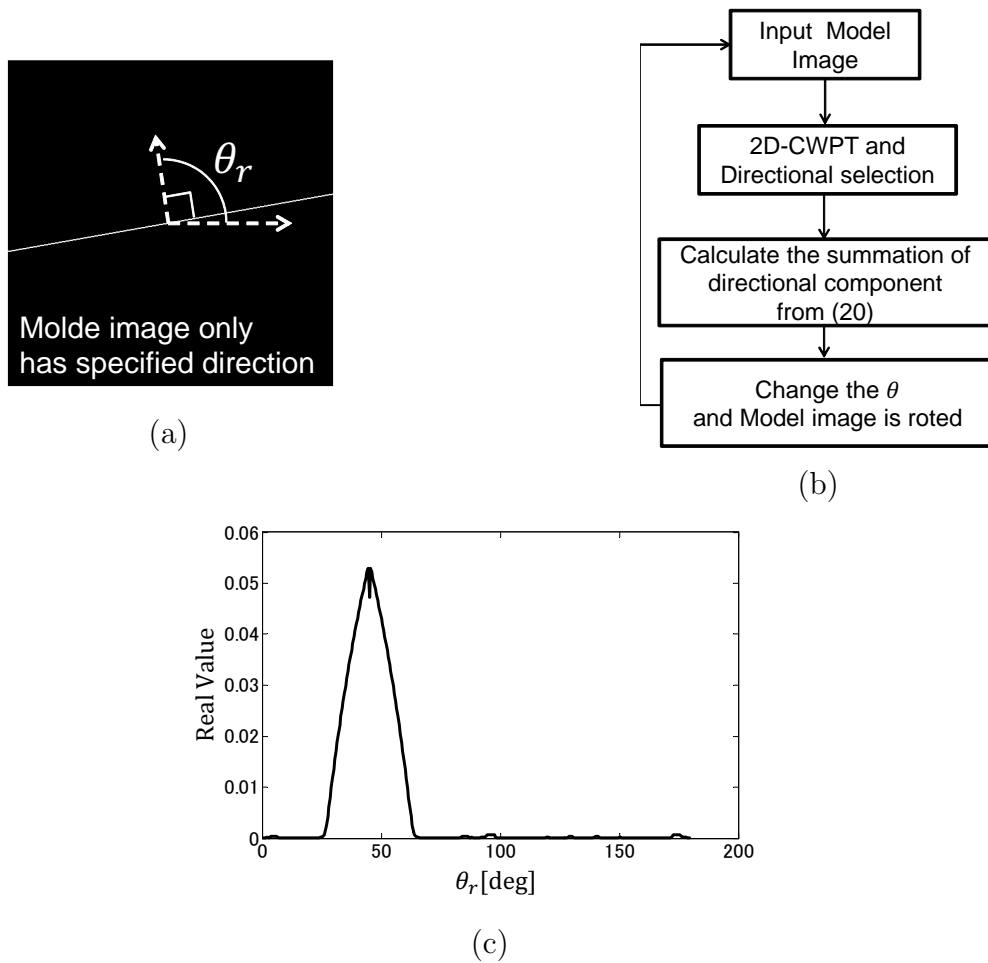 θr
Molde image only
has specified direction
(a)
Input Model
Image
2D-CWPT and
Directional selection
Calculate the summation of
directional component
from (20)
Change the θ
and Model image is roted
(b)
0.06
0.05
0.04
0.03
0.02
0.01
0
Real Value
0 50 100 150 200
θr[deg]
(c)